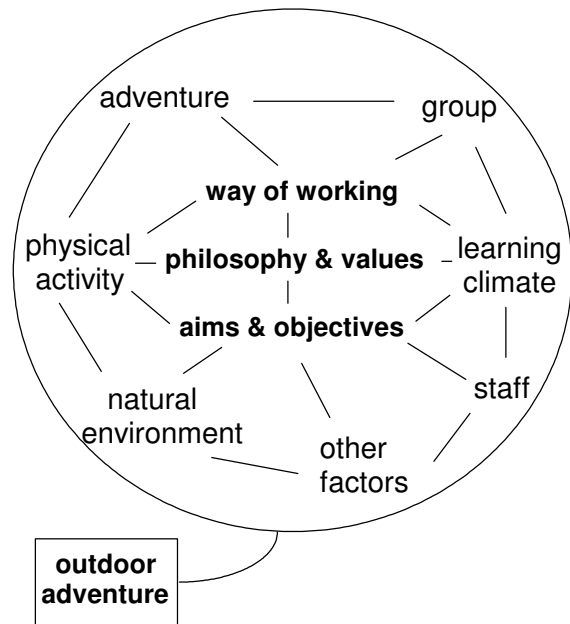 adventure
group
way of working
physical
activity
philosophy & values
learning
climate
aims & objectives
natural
environment
staff
other
factors
outdoor
adventure